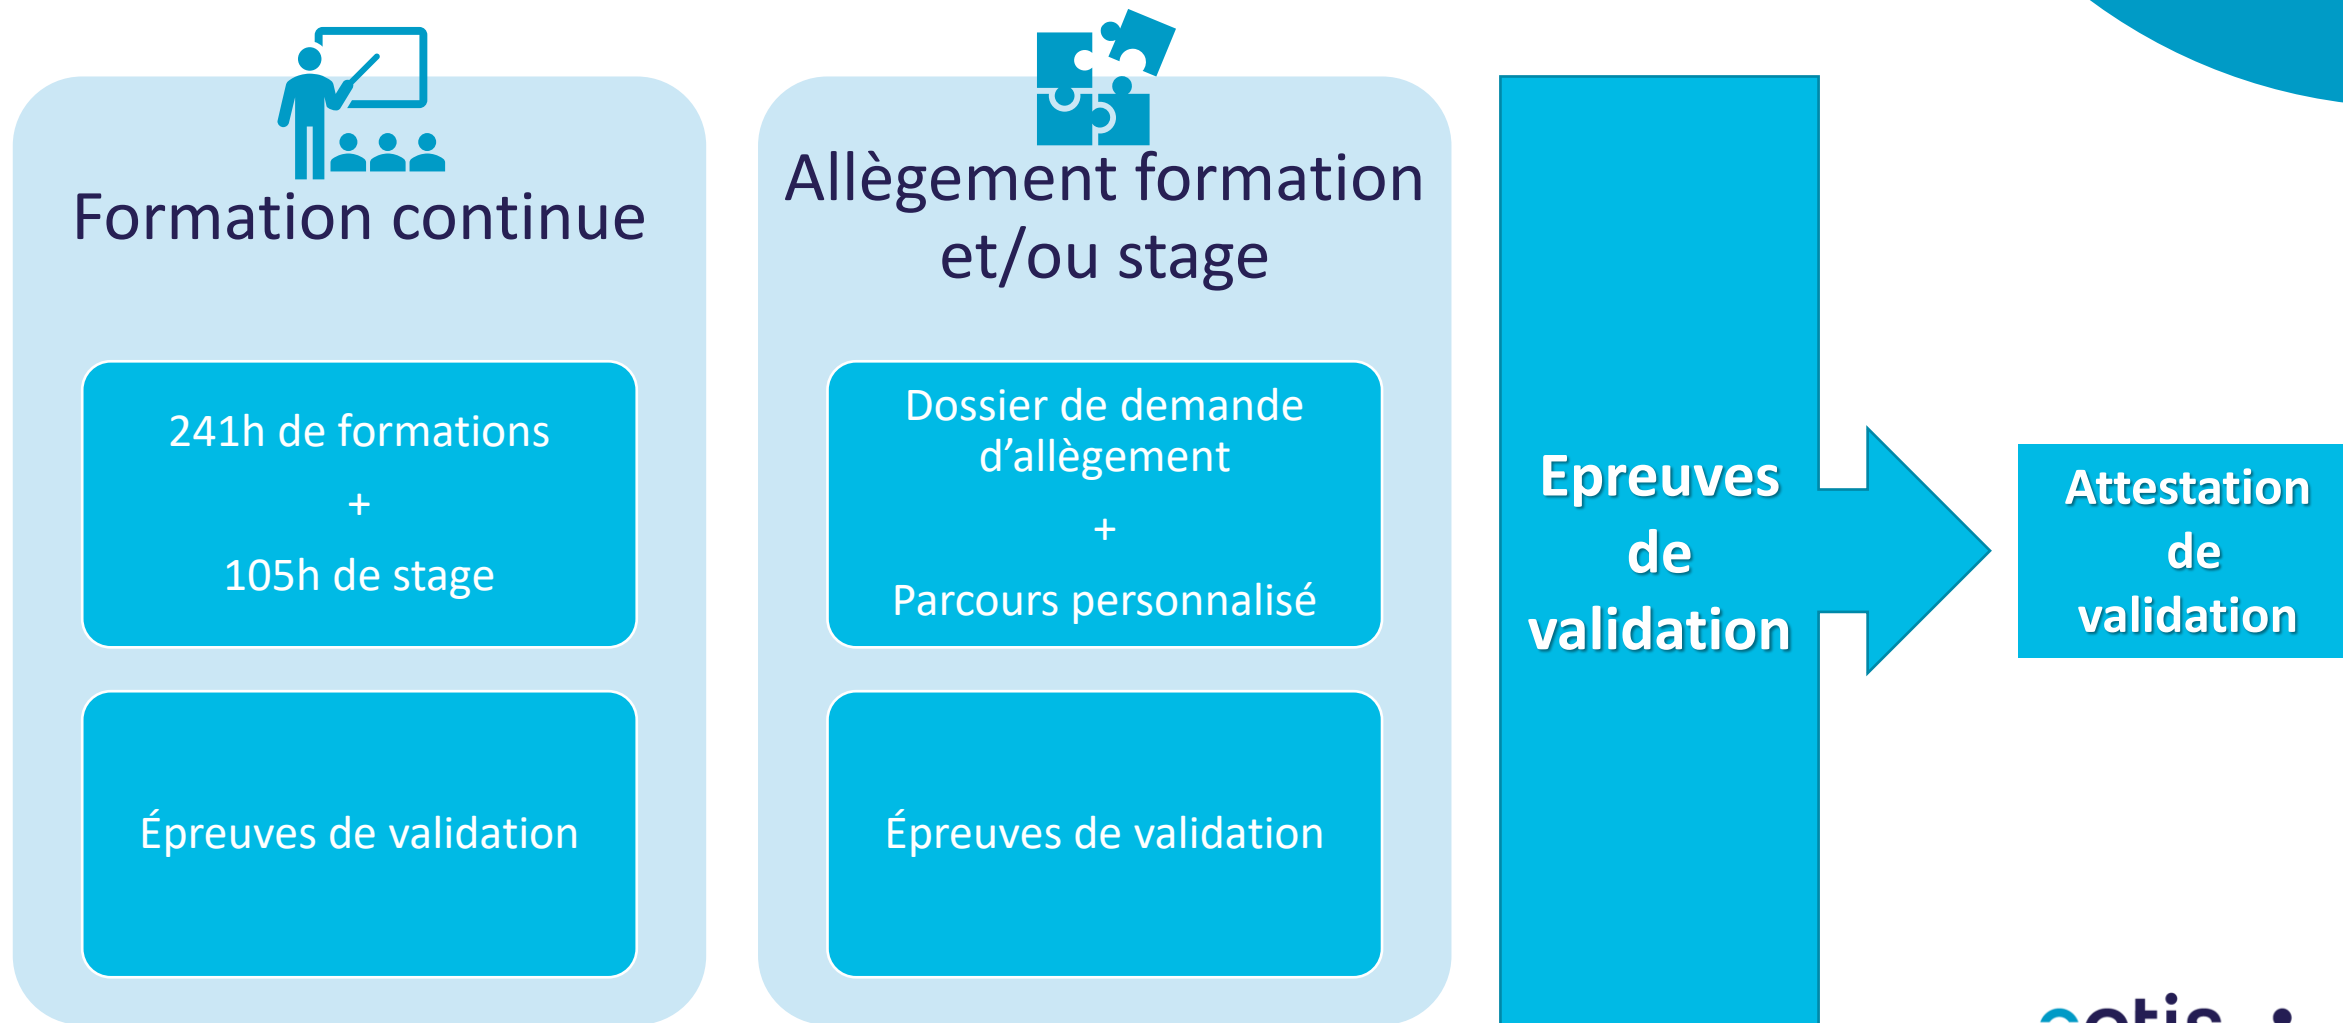 Formation continue
241h de formations
+
105h de stage
Épreuves de validation
Allègement formation
et/ou stage
Dossier de demande
d’allègement
+
Parcours personnalisé
Épreuves de validation
Epreuves
de
validation
Attestation
de
validation